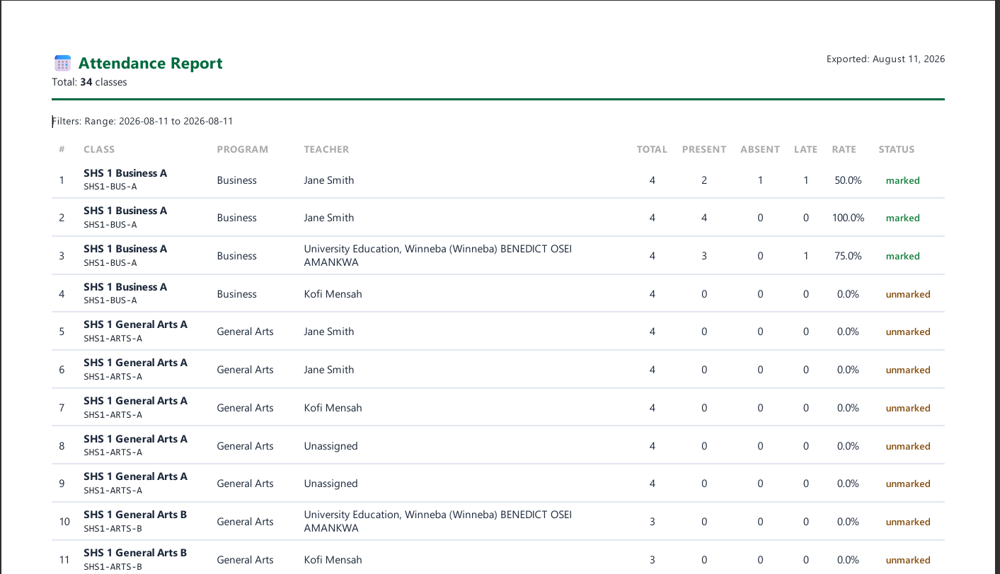 Attendance Report
Exported: August 11, 2026
Total: 34 classes
Filters: Range: 2026-08-11 to 2026-08-11
# CLASS PROGRAM TEACHER TOTAL PRESENT ABSENT LATE RATE STATUS
1 SHS 1 Business A Business Jane Smith 4 2 1 1 50.0% marked
SHS1-BUS-A
2 SHS 1 Business A Business Jane Smith 4 4 0 0 100.0% marked
SHS1-BUS-A
3 SHS 1 Business A Business University Education, Winneba (Winneba) BENEDICT OSEI 4 3 0 1 75.0% marked
SHS1-BUS-A AMANKWA
4 SHS 1 Business A Business Kofi Mensah 4 0 0 0 0.0% unmarked
SHS1-BUS-A
5 SHS 1 General Arts A General Arts Jane Smith 4 0 0 0 0.0% unmarked
SHS1-ARTS-A
6 SHS 1 General Arts A General Arts Jane Smith 4 0 0 0 0.0% unmarked
SHS1-ARTS-A
7 SHS 1 General Arts A General Arts Kofi Mensah 4 0 0 0 0.0% unmarked
SHS1-ARTS-A
8 SHS 1 General Arts A General Arts Unassigned 4 0 0 0 0.0% unmarked
SHS1-ARTS-A
9 SHS 1 General Arts A General Arts Unassigned 4 0 0 0 0.0% unmarked
SHS1-ARTS-A
10 SHS 1 General Arts B General Arts University Education, Winneba (Winneba) BENEDICT OSEI 3 0 0 0 0.0% unmarked
SHS1-ARTS-B AMANKWA
11 SHS 1 General Arts B General Arts Kofi Mensah 3 0 0 0 0.0% unmarked
SHS1-ARTS-B